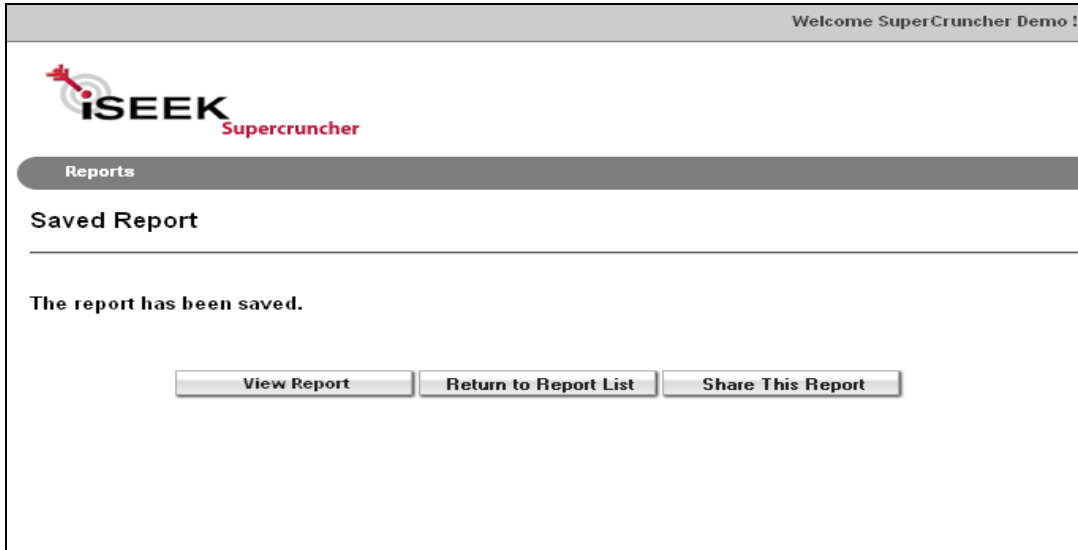 Welcome SuperCruncher Demo !
iSEEK
Supercruncher
Reports
Saved Report
The report has been saved.
View Report Return to Report List Share This Report